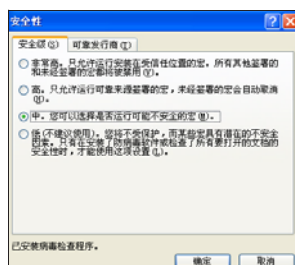 安全性
安全级(S) 可靠发行商(T)
非常高。只允许运行安装在受信任位置的宏。所有其他签署的
和未经签署的宏都将被禁用(V)。
高。只允许运行可靠来源签署的宏，未经签署的宏会自动取消
(H)。
中。您可以选择是否运行可能不安全的宏(M)。
低(不建议使用)。您将不受保护，而某些宏具有潜在的不安全
因素。只有在安装了防病毒软件或检查了所有要打开的文档的
安全性时，才能使用这项设置(L)。
已安装病毒检查程序。
确定 取消